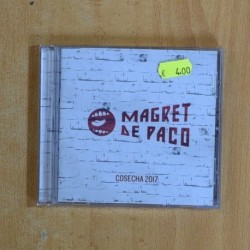 € 4.00
MAGRET
DE PACO
COSECHA 2017